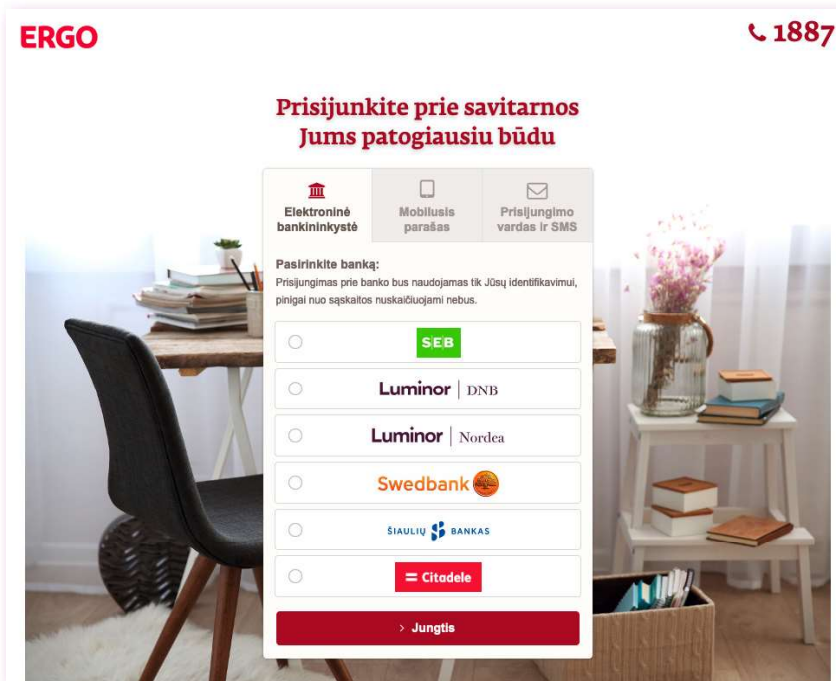 ERGO
1887
Prisijunkite prie savitarnos
Jums patogiausiu būdu
Elektroninė
bankininkystė
Mobilusis
parašas
Prisijungimo
vardas ir SMS
Pasirinkite banką:
Prisijungimas prie banko bus naudojamas tik Jūsų identifikavimui,
pinigai nuo sąskaitos nuskaičiuojami nebus.
SEB
Luminor | DNB
Luminor | Nordea
Swedbank
ŠIAULIŲ BANKAS
Citadele
› Jungtis